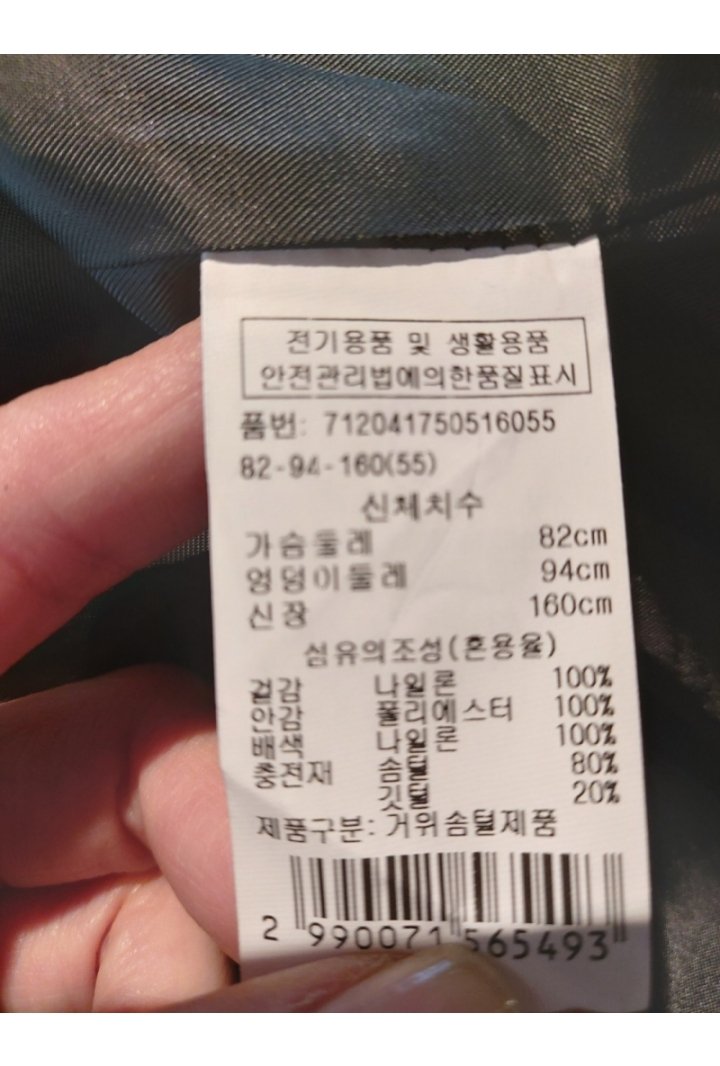 전기용품 및 생활용품
안전관리법에의한품질표시
품번: 712041750516055
82-94-160(55)
신체치수
가슴둘레 82cm
엉덩이둘레 94cm
신장 160cm
섬유의조성(혼용율)
겉감 나일론 100%
안감 폴리에스터 100%
배색 나일론 100%
충전재 솜털 80%
깃털 20%
제품구분: 거위솜털제품
2 990071 565493